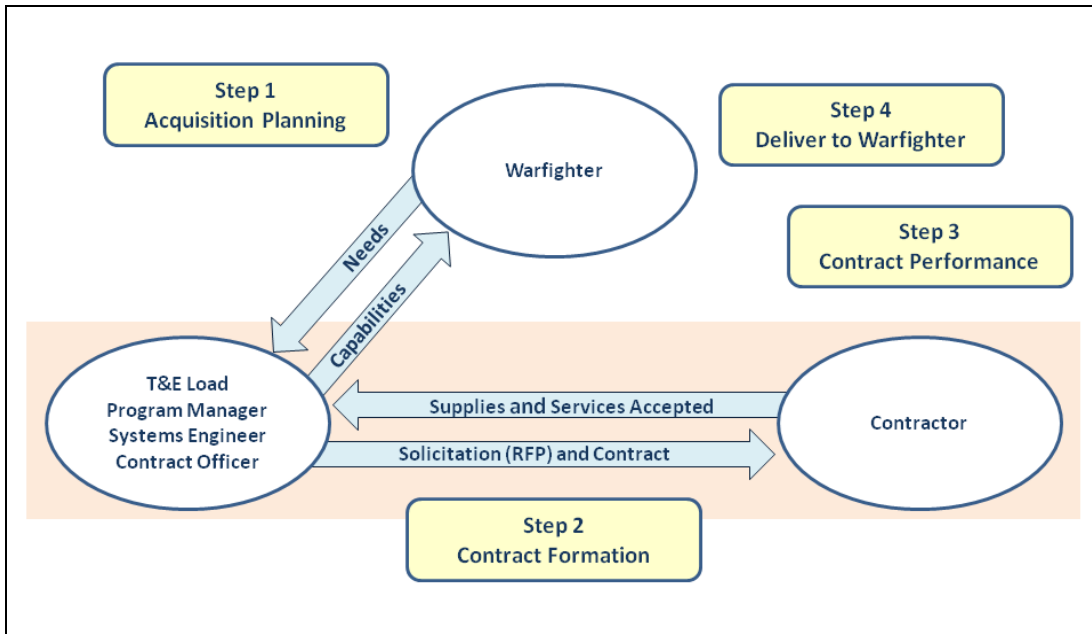 Step 1
Acquisition Planning
Step 4
Deliver to Warfighter
Warfighter
Step 3
Contract Performance
Needs
Capabilities
T&E Load
Program Manager
Systems Engineer
Contract Officer
Supplies and Services Accepted
Solicitation (RFP) and Contract
Contractor
Step 2
Contract Formation